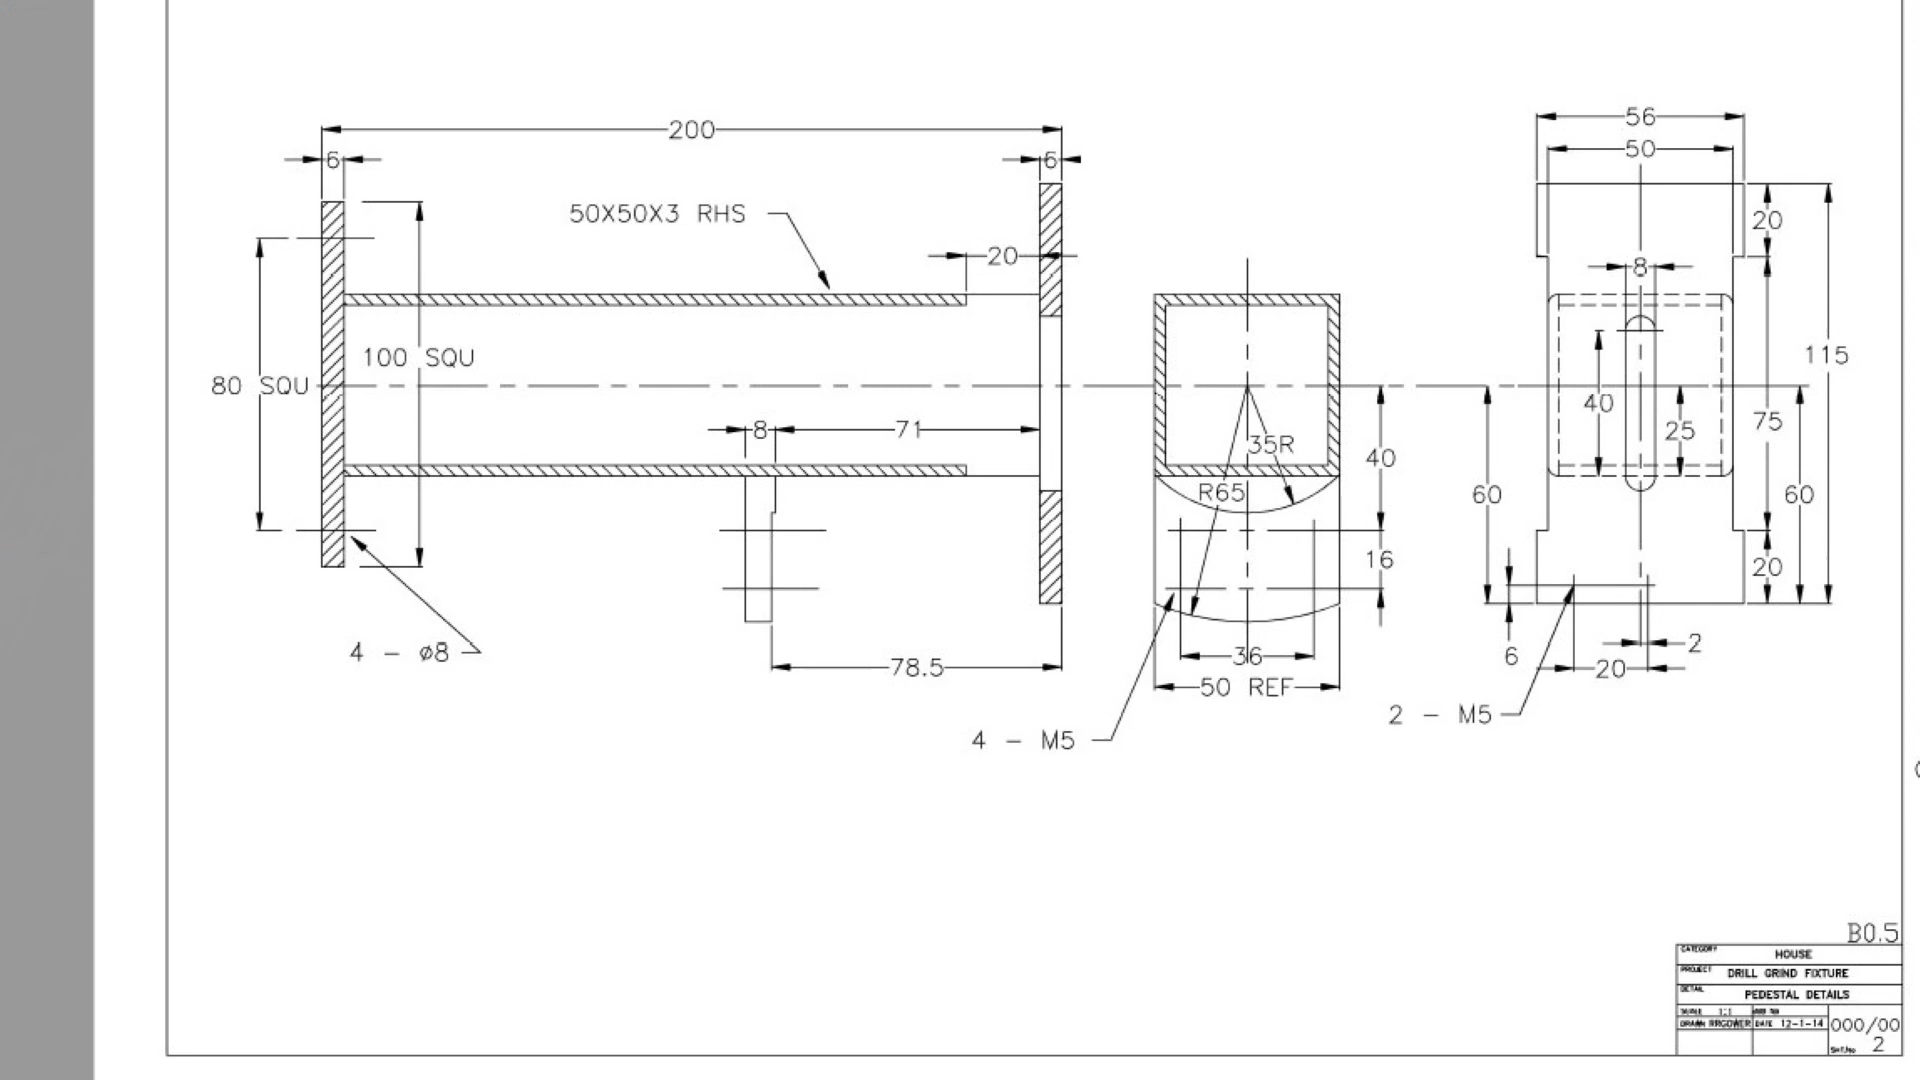 200
6
6
50X50X3 RHS
20
100 SQU
80 SQU
8
71
4 - ø8
78.5
35R
R65
40
16
36
50 REF
4 - M5
56
50
20
8
40
25
75
115
60
60
20
6
2
20
2 - M5
B0.5
CATEGORY HOUSE
PROJECT DRILL GRIND FIXTURE
DETAIL PEDESTAL DETAILS
SCALE 1:1
DRAWN RRGOWER DATE 12-1-14 000/00
SHT.No 2